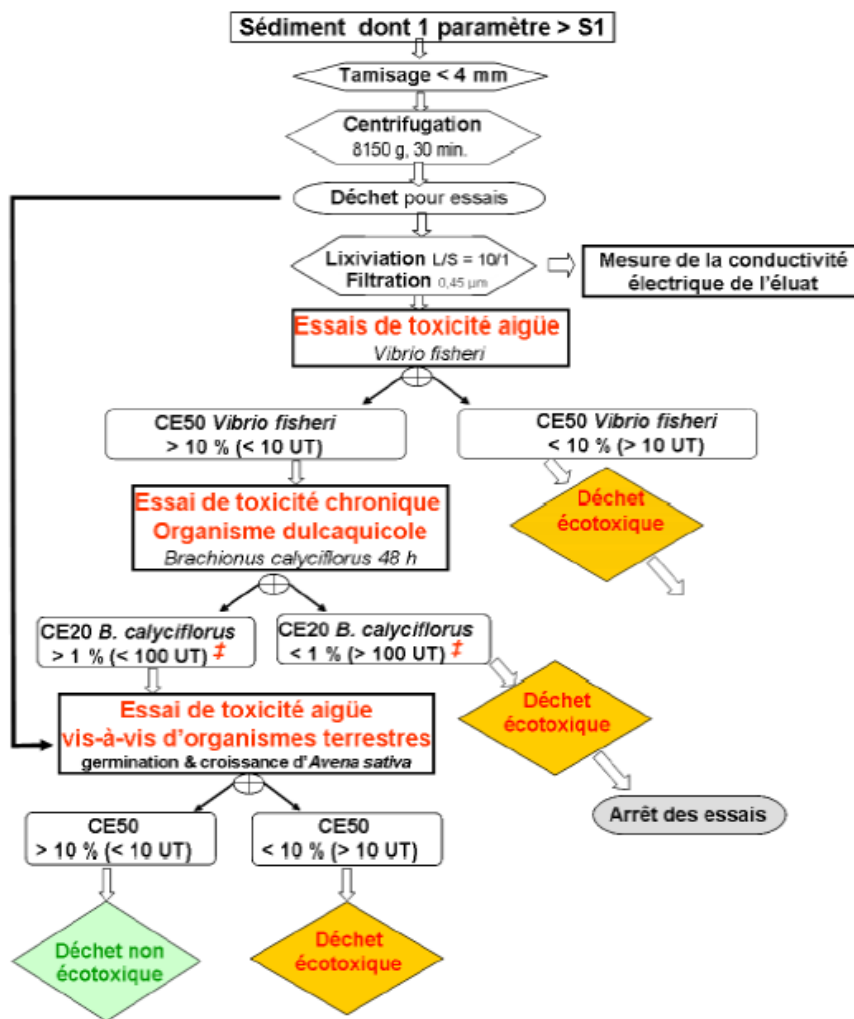 Sédiment dont 1 paramètre > S1
Tamisage < 4 mm
Centrifugation
8150 g, 30 min.
Déchet pour essais
Lixiviation L/S = 10/1
Filtration 0,45 µm
Mesure de la conductivité
électrique de l'éluat
Essais de toxicité aigüe
Vibrio fisheri
CE50 Vibrio fisheri
> 10 % (< 10 UT)
CE50 Vibrio fisheri
< 10 % (> 10 UT)
Déchet
écotoxique
Essai de toxicité chronique
Organisme dulcaquicole
Brachionus calyciflorus 48 h
CE20 B. calyciflorus
> 1 % (< 100 UT) ‡
CE20 B. calyciflorus
< 1 % (> 100 UT) ‡
Déchet
écotoxique
Essai de toxicité aigüe
vis-à-vis d'organismes terrestres
germination & croissance d'Avena sativa
Arrêt des essais
CE50
> 10 % (< 10 UT)
CE50
< 10 % (> 10 UT)
Déchet non
écotoxique
Déchet
écotoxique